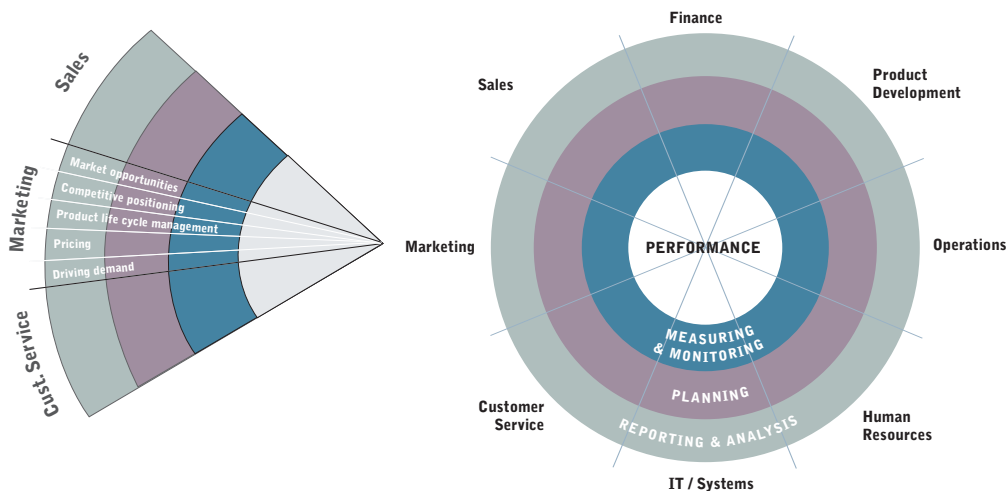 Sales
Marketing
Cust. Service
Market opportunities
Competitive positioning
Product life cycle management
Pricing
Driving demand
Finance
Sales
Product
Development
Marketing
PERFORMANCE
Operations
MEASURING
& MONITORING
PLANNING
REPORTING & ANALYSIS
Customer
Service
Human
Resources
IT / Systems